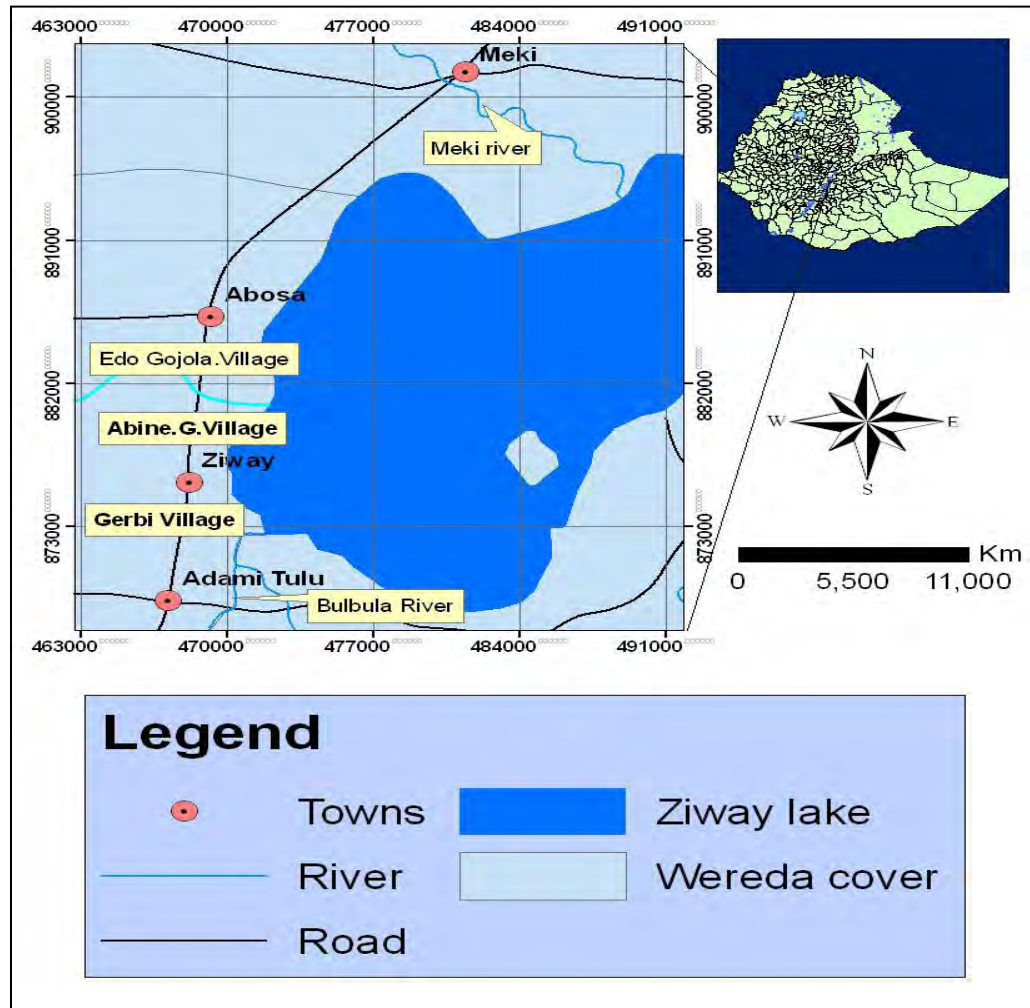 463000 470000 477000 484000 491000
Meki
900000 900000
Meki river
891000 891000
Abosa
Edo Gojola.Village
882000 882000
Abine.G.Village
Ziway
Gerbi Village
873000 873000
Adami Tulu
Bulbula River
463000 470000 477000 484000 491000
N
W E
S
Km
0 5,500 11,000
Legend
Towns Ziway lake
River Wereda cover
Road